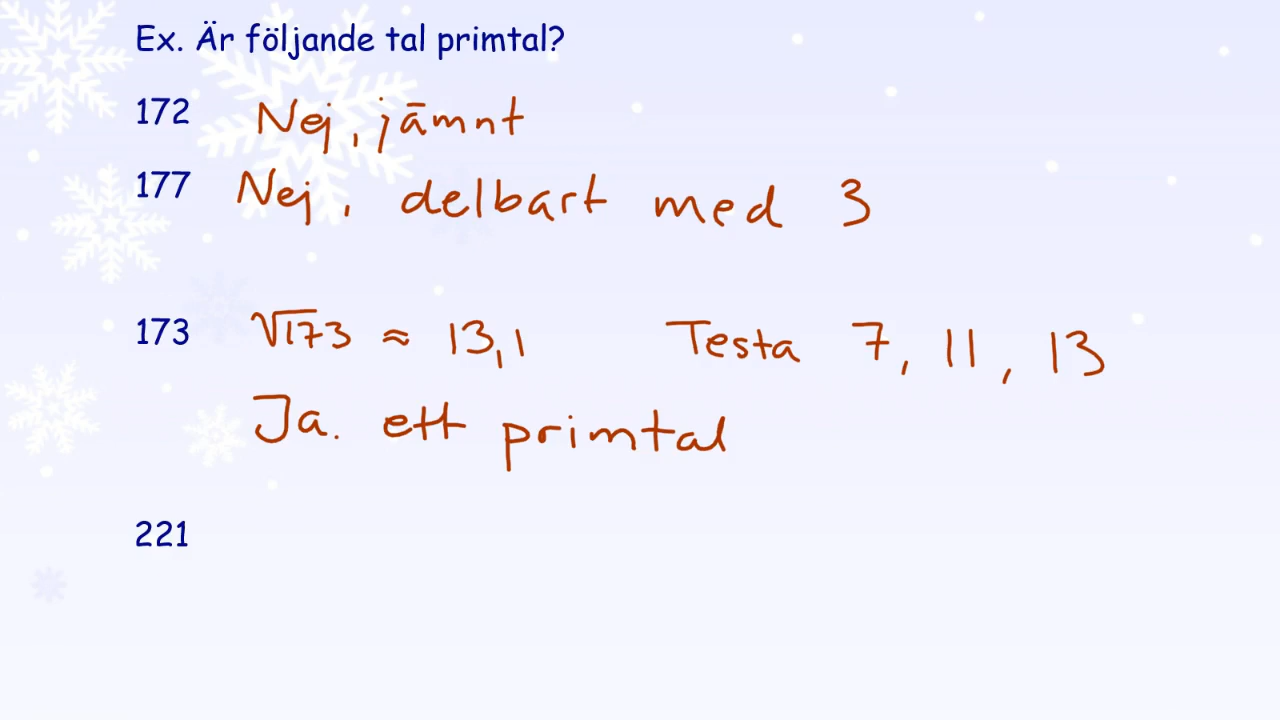 Ex. Är följande tal primtal?
172 Nej, jämnt
177 Nej, delbart med 3
173 √173 ≈ 13,1 Testa 7, 11, 13
Ja. ett primtal
221